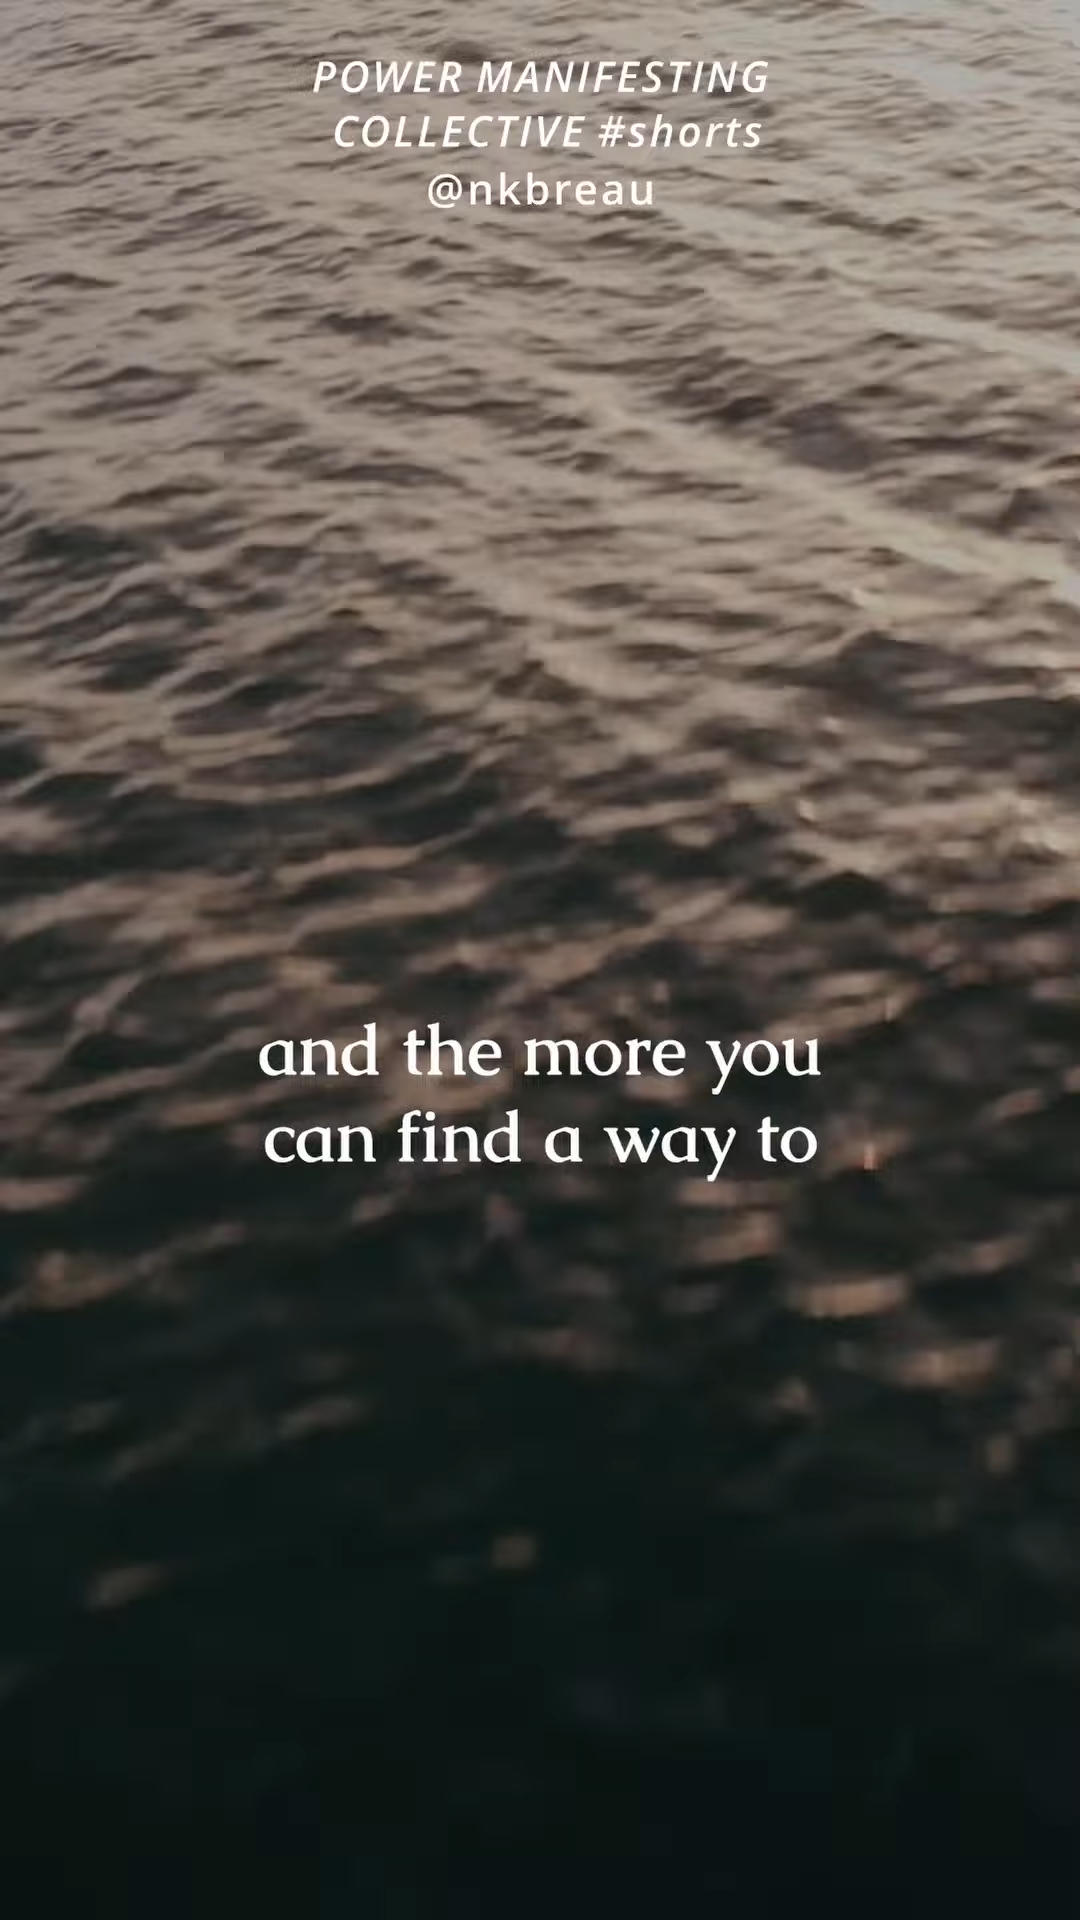 POWER MANIFESTING
COLLECTIVE #shorts
@nkbreau
and the more you
can find a way to